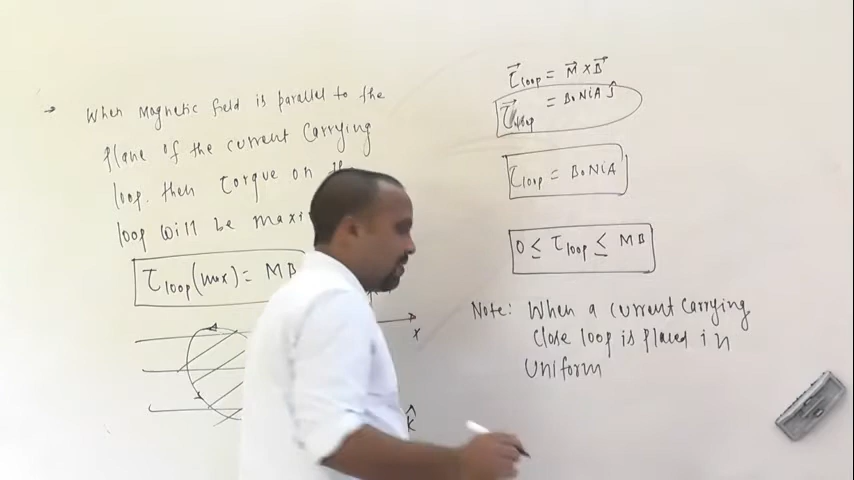 → When Magnetic field is parallel to the
plane of the current Carrying
loop. then Torque on
loop will be
τloop(max) = MB
x
k̂
τ⃗loop = M⃗ × B⃗
τ⃗loop = B₀NiA ĵ
τloop = B₀NiA
0 ≤ τloop ≤ MB
Note: When a current carrying
close loop is placed in
Uniform